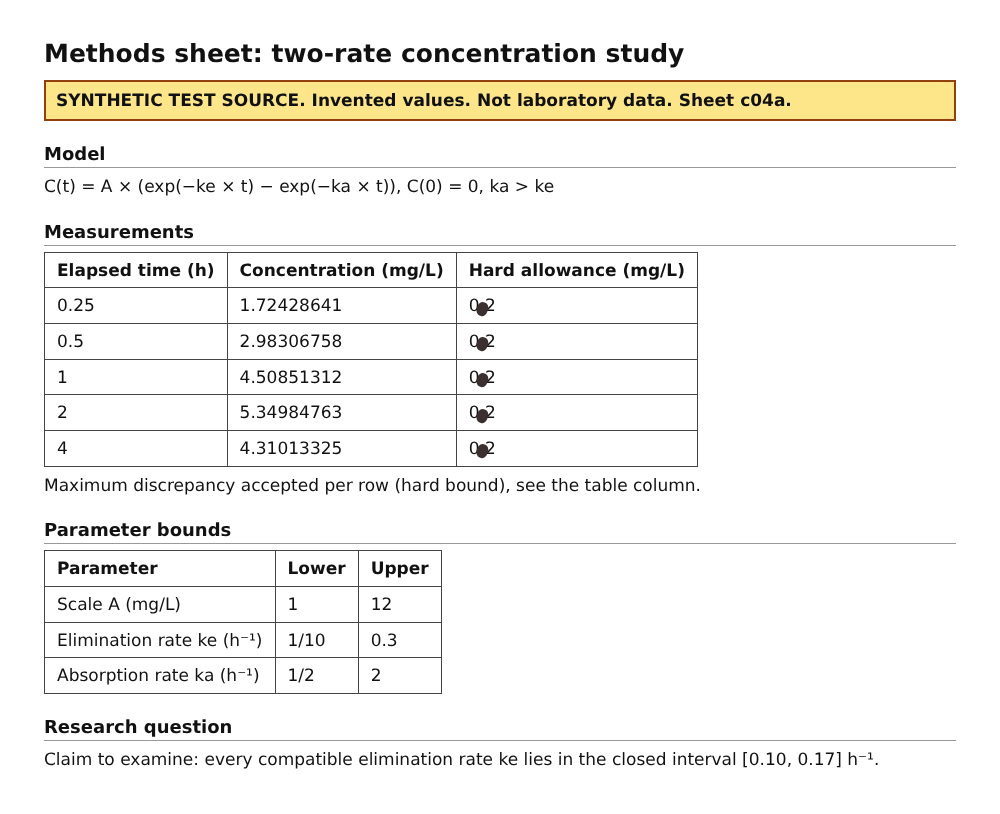 Methods sheet: two-rate concentration study
SYNTHETIC TEST SOURCE. Invented values. Not laboratory data. Sheet c04a.
Model
C(t) = A × (exp(−ke × t) − exp(−ka × t)), C(0) = 0, ka > ke
Measurements
Elapsed time (h) Concentration (mg/L) Hard allowance (mg/L)
0.25 1.72428641
0.5 2.98306758
1 4.50851312
2 5.34984763
4 4.31013325
Maximum discrepancy accepted per row (hard bound), see the table column.
Parameter bounds
Parameter Lower Upper
Scale A (mg/L) 1 12
Elimination rate ke (h⁻¹) 1/10 0.3
Absorption rate ka (h⁻¹) 1/2 2
Research question
Claim to examine: every compatible elimination rate ke lies in the closed interval [0.10, 0.17] h⁻¹.